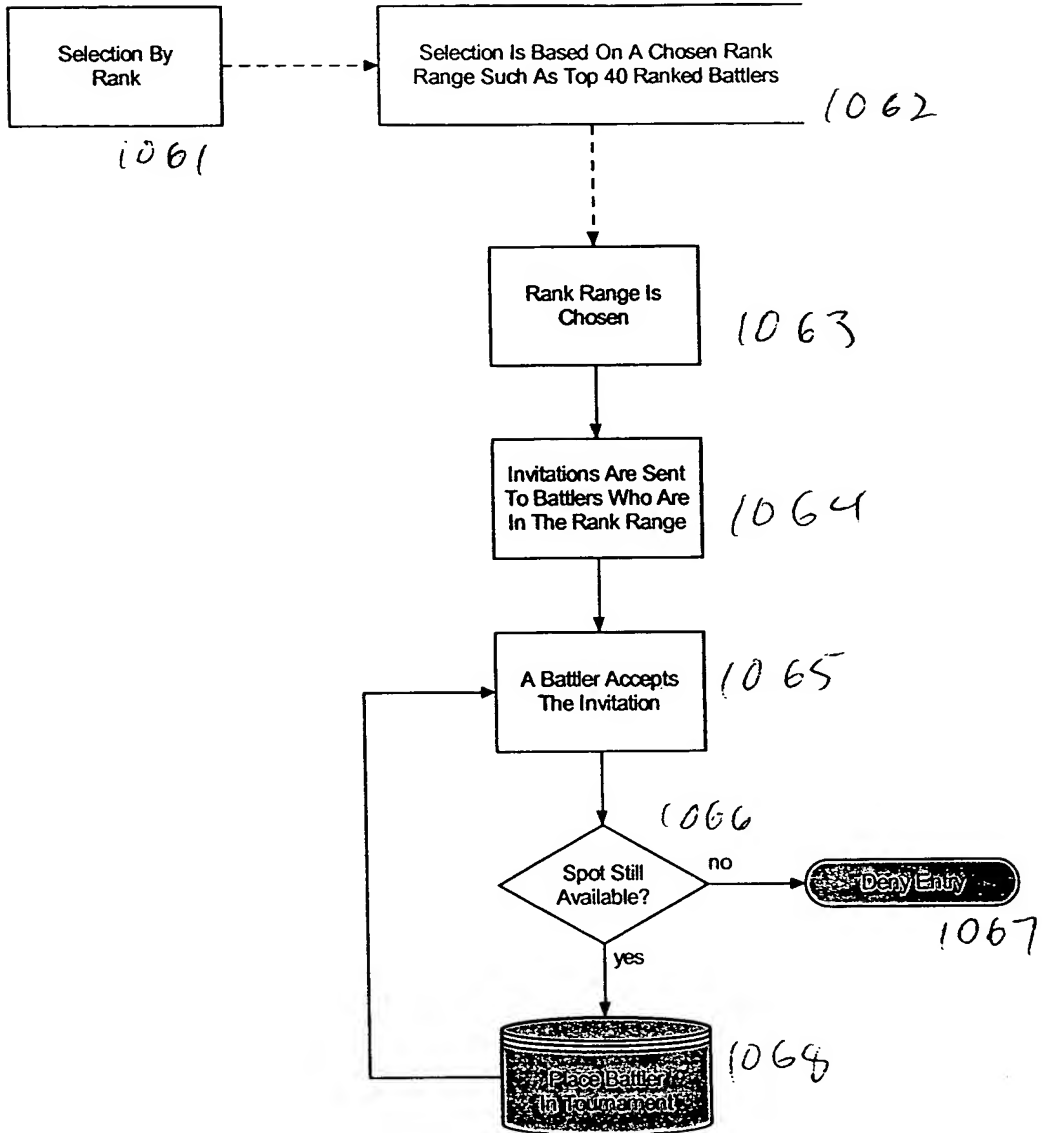 Selection By
Rank
1061
Selection Is Based On A Chosen Rank
Range Such As Top 40 Ranked Battlers
1062
Rank Range Is
Chosen
1063
Invitations Are Sent
To Battlers Who Are
In The Rank Range
1064
A Battler Accepts
The Invitation
1065
1066
Spot Still
Available?
no
Deny Entry
1067
yes
Place Battler
In Tournament
1068